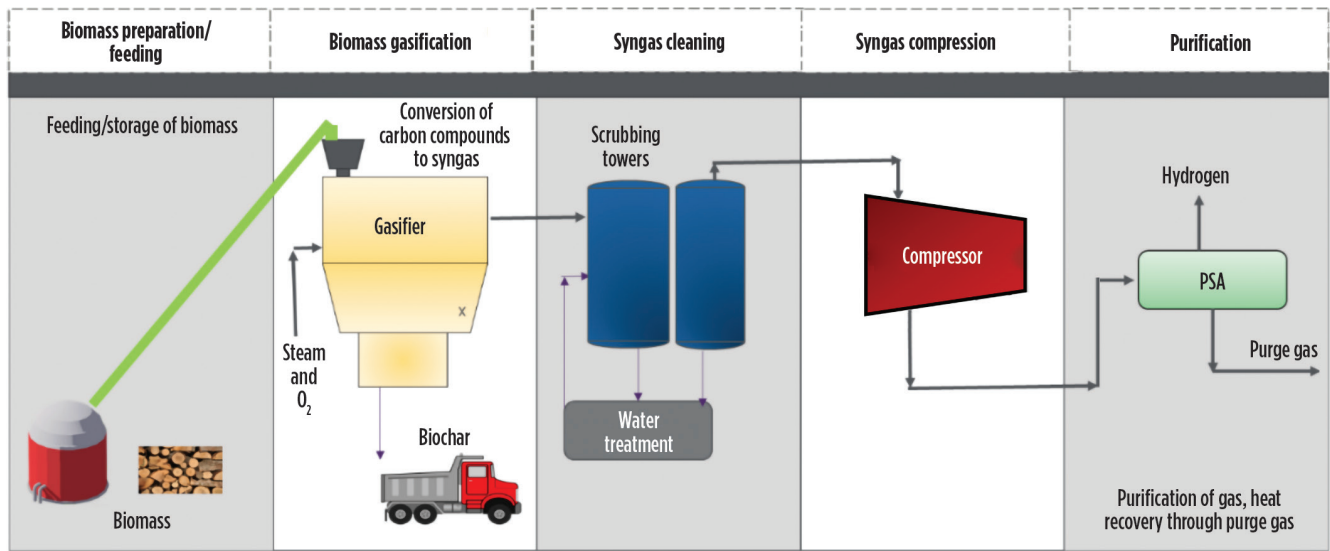 Biomass preparation/
feeding
Biomass gasification
Syngas cleaning
Syngas compression
Purification
Feeding/storage of biomass
Biomass
Conversion of
carbon compounds
to syngas
Gasifier
X
Steam
and
O₂
Biochar
Scrubbing
towers
Water
treatment
Compressor
Hydrogen
PSA
Purge gas
Purification of gas, heat
recovery through purge gas